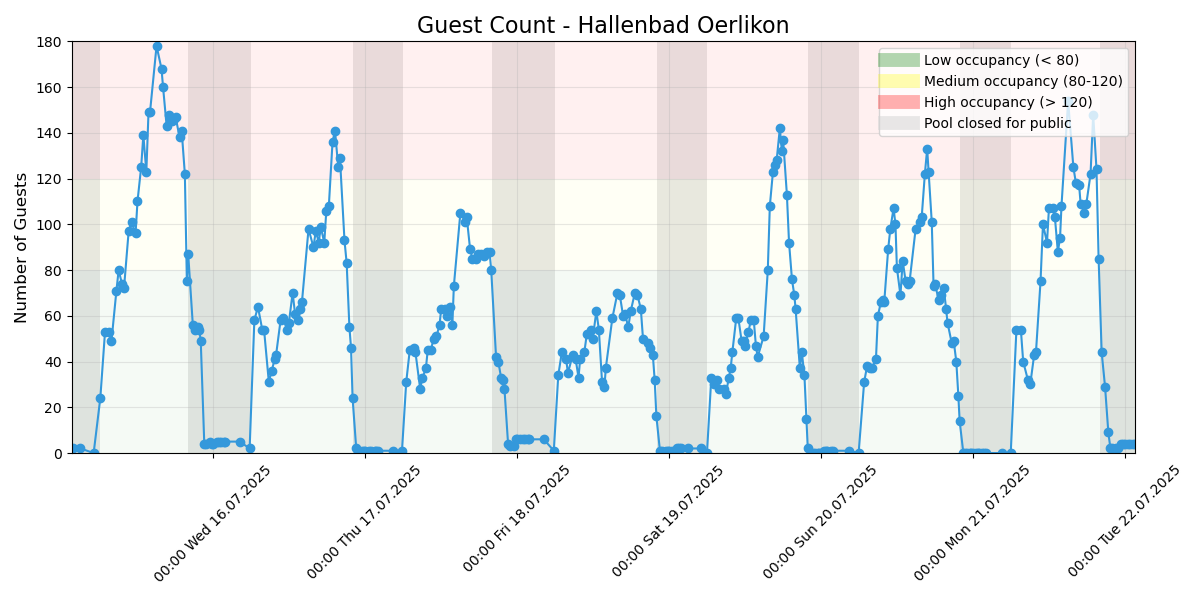 Guest Count - Hallenbad Oerlikon
Number of Guests
180
160
140
120
100
80
60
40
20
0
Low occupancy (< 80)
Medium occupancy (80-120)
High occupancy (> 120)
Pool closed for public
00:00 Wed 16.07.2025
00:00 Thu 17.07.2025
00:00 Fri 18.07.2025
00:00 Sat 19.07.2025
00:00 Sun 20.07.2025
00:00 Mon 21.07.2025
00:00 Tue 22.07.2025